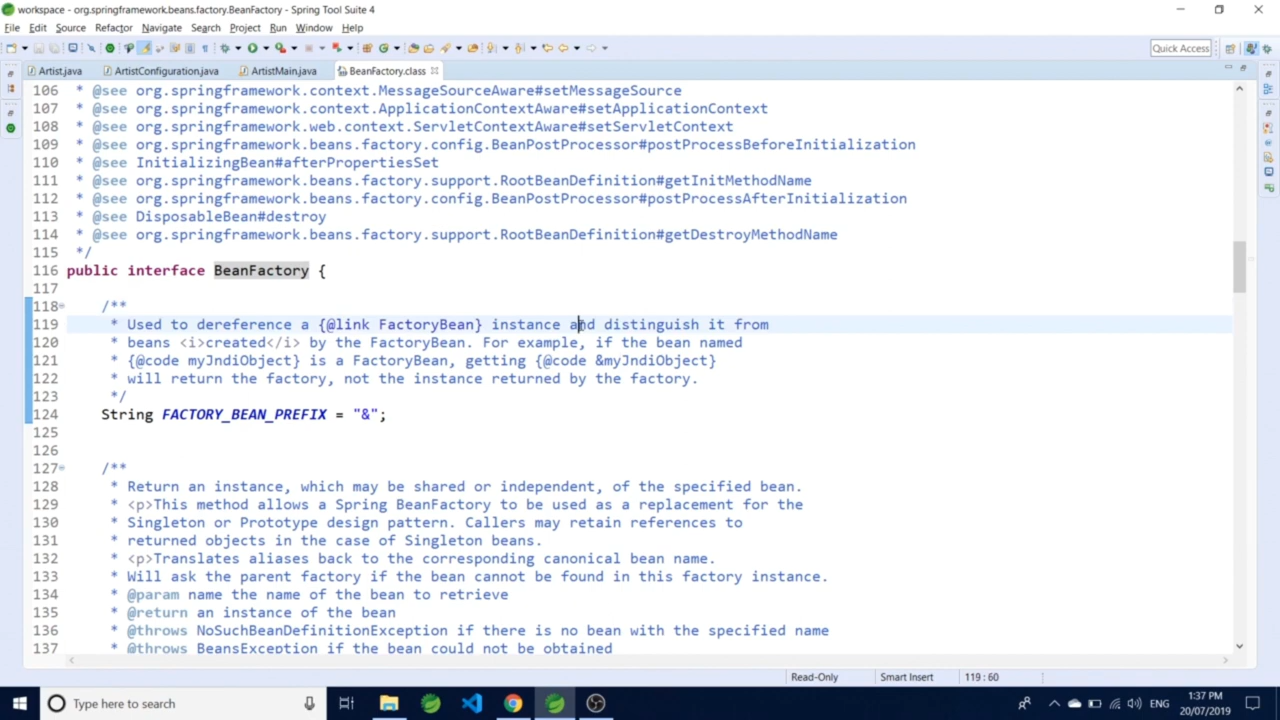 workspace - org.springframework.beans.factory.BeanFactory - Spring Tool Suite 4
File Edit Source Refactor Navigate Search Project Run Window Help
Quick Access
Artist.java ArtistConfiguration.java ArtistMain.java BeanFactory.class
106 * @see org.springframework.context.MessageSourceAware#setMessageSource
107 * @see org.springframework.context.ApplicationContextAware#setApplicationContext
108 * @see org.springframework.web.context.ServletContextAware#setServletContext
109 * @see org.springframework.beans.factory.config.BeanPostProcessor#postProcessBeforeInitialization
110 * @see InitializingBean#afterPropertiesSet
111 * @see org.springframework.beans.factory.support.RootBeanDefinition#getInitMethodName
112 * @see org.springframework.beans.factory.config.BeanPostProcessor#postProcessAfterInitialization
113 * @see DisposableBean#destroy
114 * @see org.springframework.beans.factory.support.RootBeanDefinition#getDestroyMethodName
115 */
116 public interface BeanFactory {
117
118 /**
119 * Used to dereference a {@link FactoryBean} instance and distinguish it from
120 * beans <i>created</i> by the FactoryBean. For example, if the bean named
121 * {@code myJndiObject} is a FactoryBean, getting {@code &myJndiObject}
122 * will return the factory, not the instance returned by the factory.
123 */
124 String FACTORY_BEAN_PREFIX = "&";
125
126
127 /**
128 * Return an instance, which may be shared or independent, of the specified bean.
129 * <p>This method allows a Spring BeanFactory to be used as a replacement for the
130 * Singleton or Prototype design pattern. Callers may retain references to
131 * returned objects in the case of Singleton beans.
132 * <p>Translates aliases back to the corresponding canonical bean name.
133 * Will ask the parent factory if the bean cannot be found in this factory instance.
134 * @param name the name of the bean to retrieve
135 * @return an instance of the bean
136 * @throws NoSuchBeanDefinitionException if there is no bean with the specified name
137 * @throws BeansException if the bean could not be obtained
Read-Only Smart Insert 119 : 60
Type here to search
ENG
1:37 PM
20/07/2019